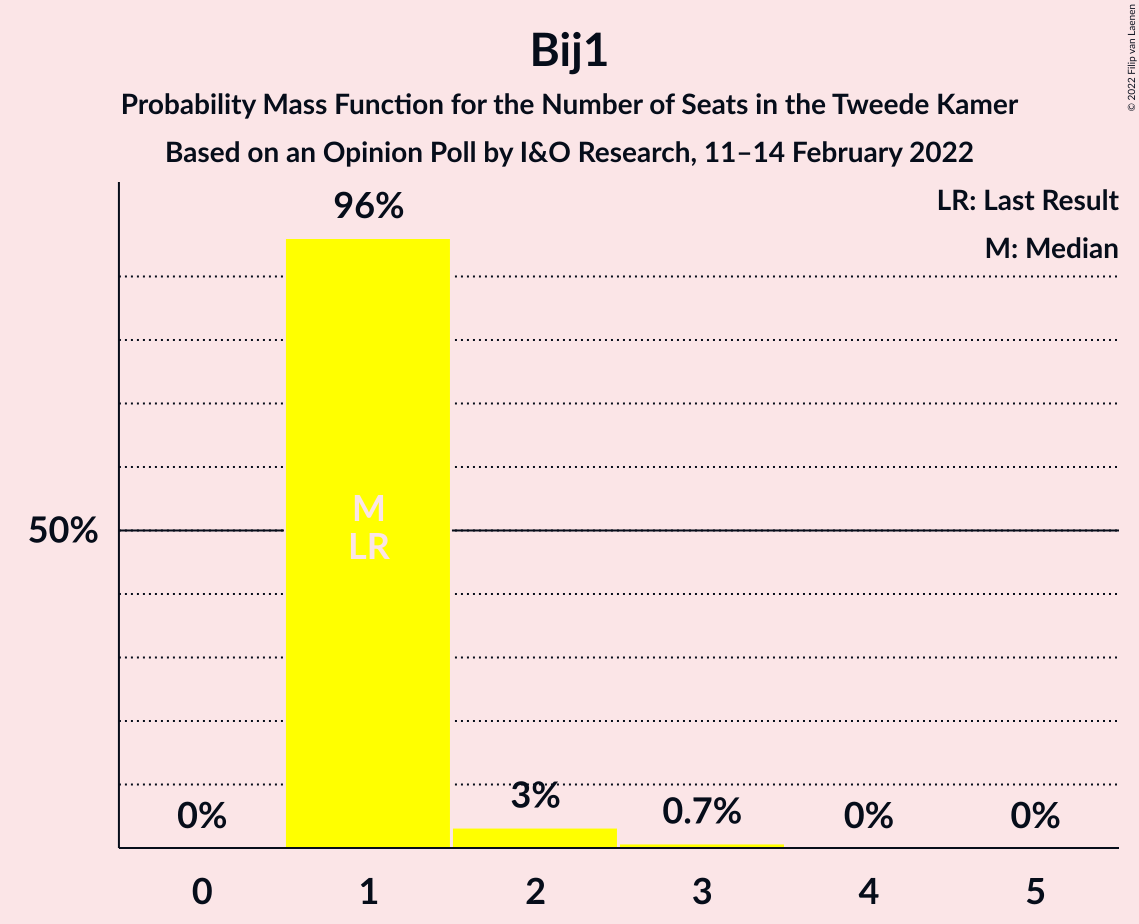 Bij1
Probability Mass Function for the Number of Seats in the Tweede Kamer
Based on an Opinion Poll by I&O Research, 11–14 February 2022
© 2022 Filip van Laenen
LR: Last Result
M: Median
96%
50%
M
LR
0%
3%
0.7%
0%
0%
0 1 2 3 4 5